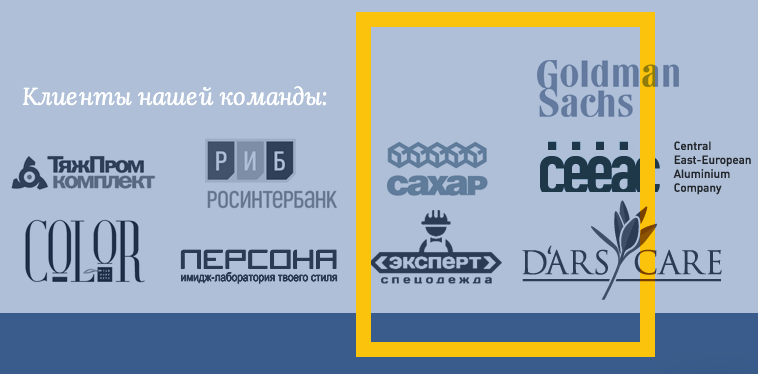 Клиенты нашей команды:
Goldman
Sachs
ТяжПром
КОМПЛЕКТ
РИБ
РОСИНТЕРБАНК
сахар
ceeac
Central
East-European
Aluminium
Company
COLOR
ПЕРСОНА
имидж-лаборатория твоего стиля
ЭКСПЕРТ
СПЕЦОДЕЖДА
D'ARS CARE